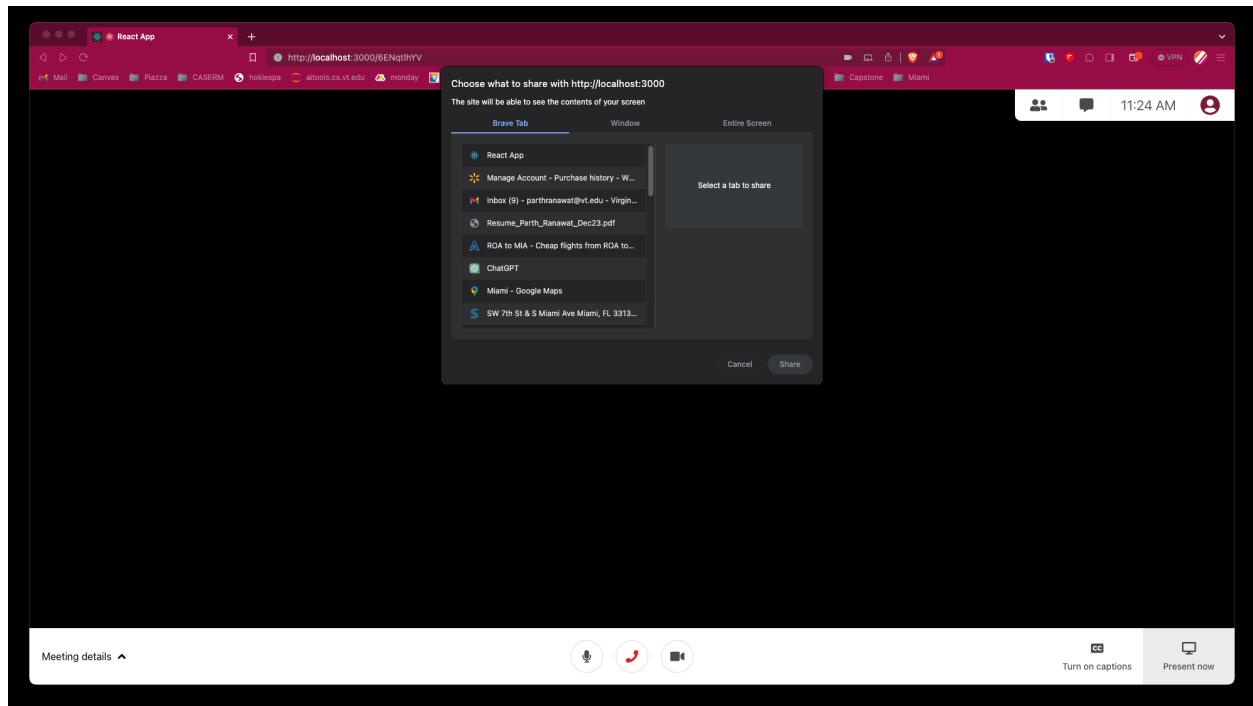 React App
http://localhost:3000/6ENqtlhYV
VPN
Mail Canvas Piazza CASERM hokiespa aitools.cs.vt.edu monday Capstone Miami
Choose what to share with http://localhost:3000
The site will be able to see the contents of your screen
Brave Tab Window Entire Screen
React App
Manage Account - Purchase history - W...
Inbox (9) - parthranawat@vt.edu - Virgin...
Resume_Parth_Ranawat_Dec23.pdf
ROA to MIA - Cheap flights from ROA to...
ChatGPT
Miami - Google Maps
SW 7th St & S Miami Ave Miami, FL 3313...
Select a tab to share
Cancel Share
11:24 AM
Meeting details
CC
Turn on captions
Present now